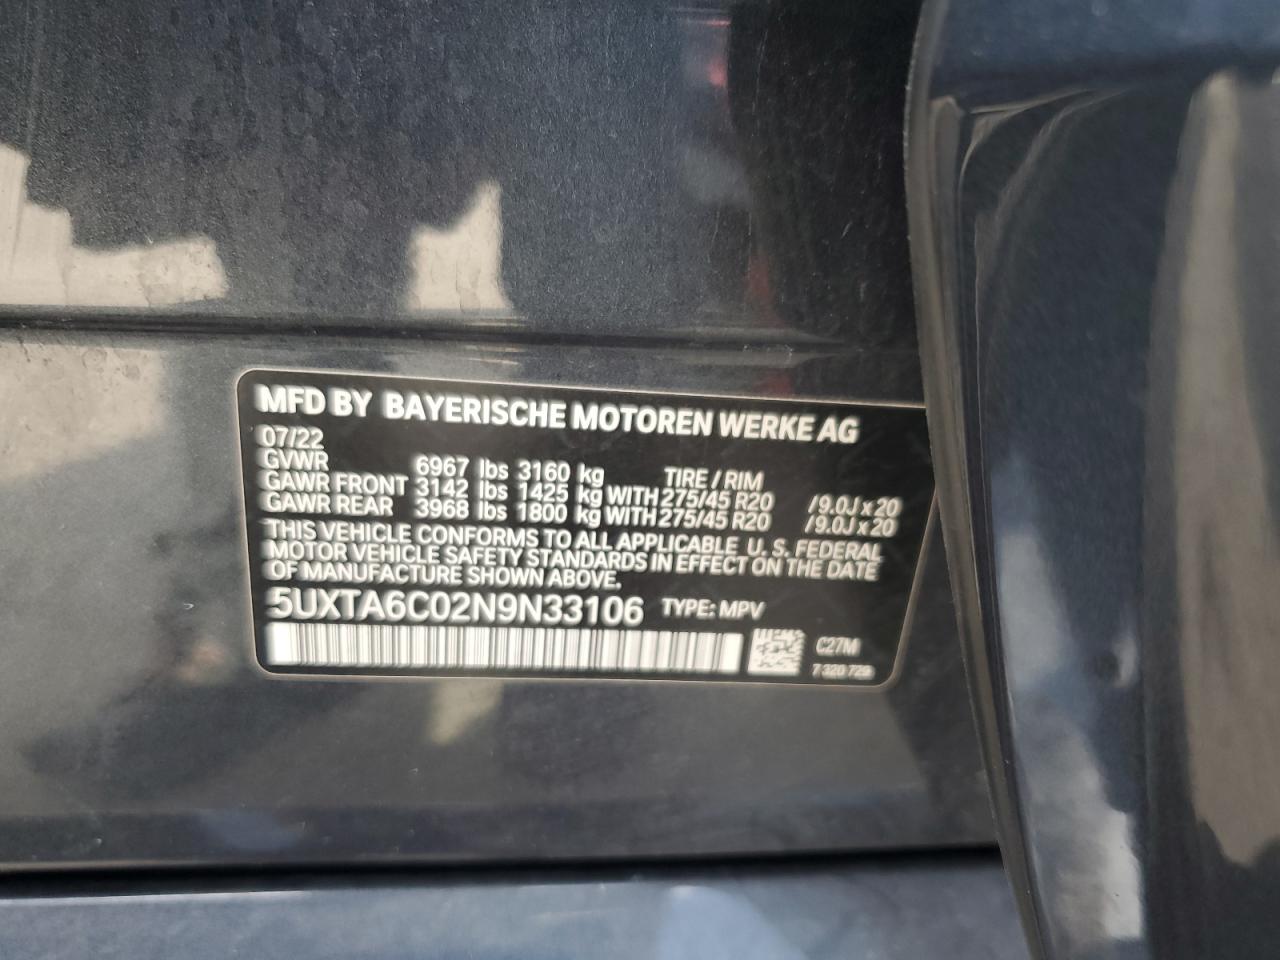 MFD BY BAYERISCHE MOTOREN WERKE AG
07/22
GVWR 6967 lbs 3160 kg TIRE / RIM
GAWR FRONT 3142 lbs 1425 kg WITH 275/45 R20 /9.0J x 20
GAWR REAR 3968 lbs 1800 kg WITH 275/45 R20 /9.0J x 20
THIS VEHICLE CONFORMS TO ALL APPLICABLE U. S. FEDERAL
MOTOR VEHICLE SAFETY STANDARDS IN EFFECT ON THE DATE
OF MANUFACTURE SHOWN ABOVE.
5UXTA6C02N9N33106 TYPE: MPV
C27M
7 320